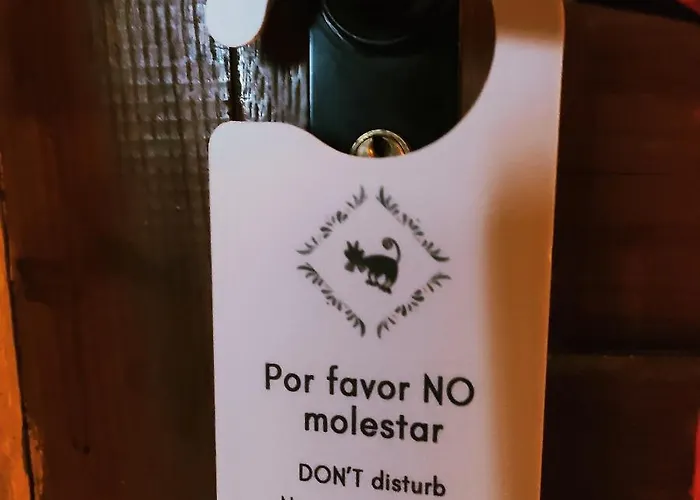 Por favor NO
molestar
DON'T disturb